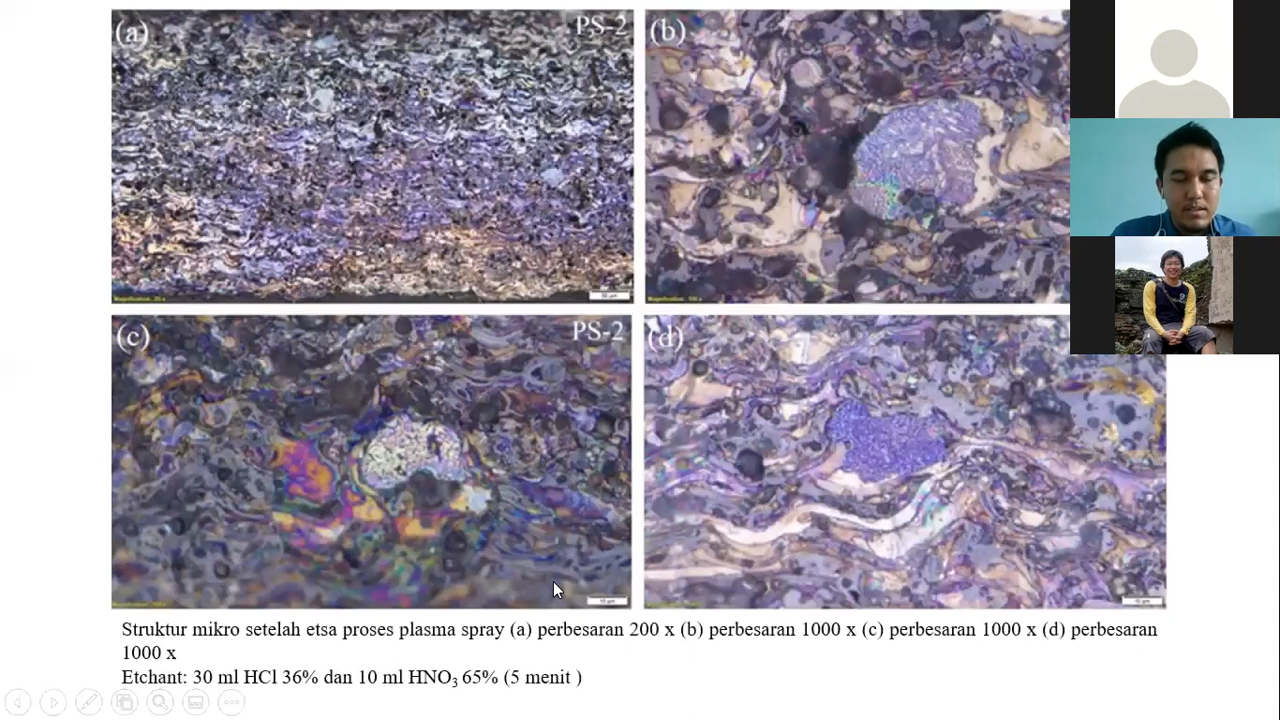 (a) PS-2
(b)
(c) PS-2
(d)
Struktur mikro setelah etsa proses plasma spray (a) perbesaran 200 x (b) perbesaran 1000 x (c) perbesaran 1000 x (d) perbesaran
1000 x
Etchant: 30 ml HCl 36% dan 10 ml HNO₃ 65% (5 menit )